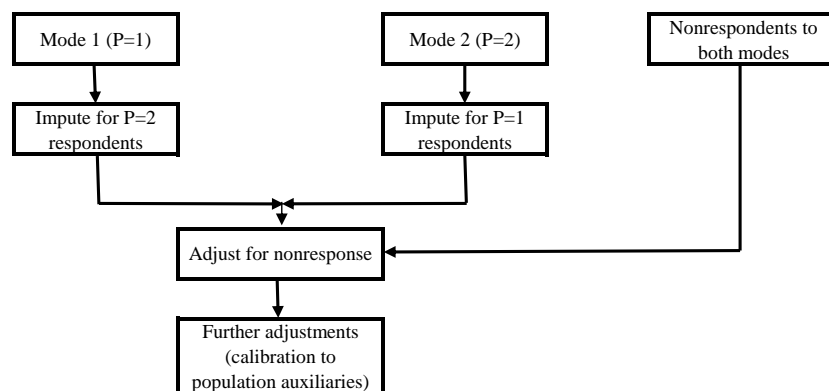 Mode 1 (P=1)
Mode 2 (P=2)
Nonrespondents to
both modes
Impute for P=2
respondents
Impute for P=1
respondents
Adjust for nonresponse
Further adjustments
(calibration to
population auxiliaries)